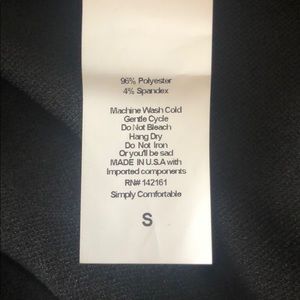 96% Polyester
4% Spandex
Machine Wash Cold
Gentle Cycle
Do Not Bleach
Hang Dry
Do Not Iron
Or you'll be sad
MADE IN U.S.A with
Imported components
RN# 142161
Simply Comfortable
S